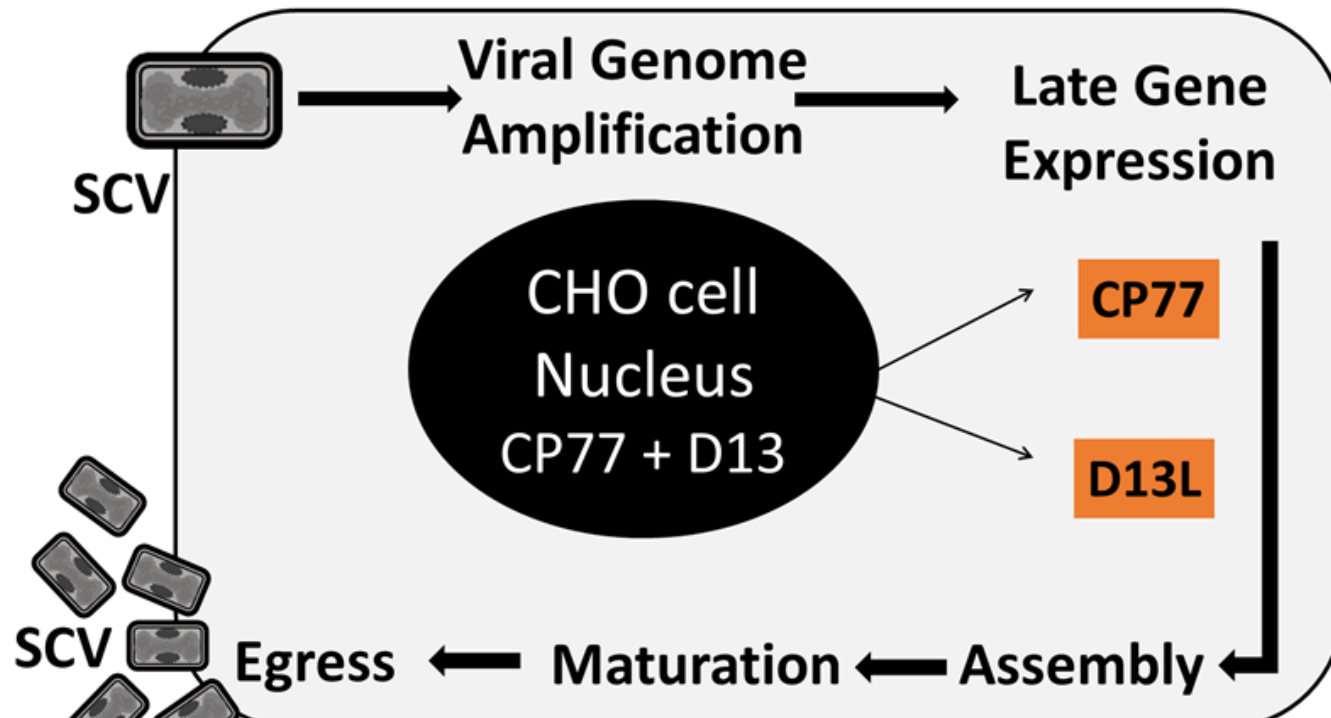 Viral Genome
Amplification
Late Gene
Expression
SCV
CHO cell
Nucleus
CP77 + D13
CP77
D13L
SCV
Egress
Maturation
Assembly